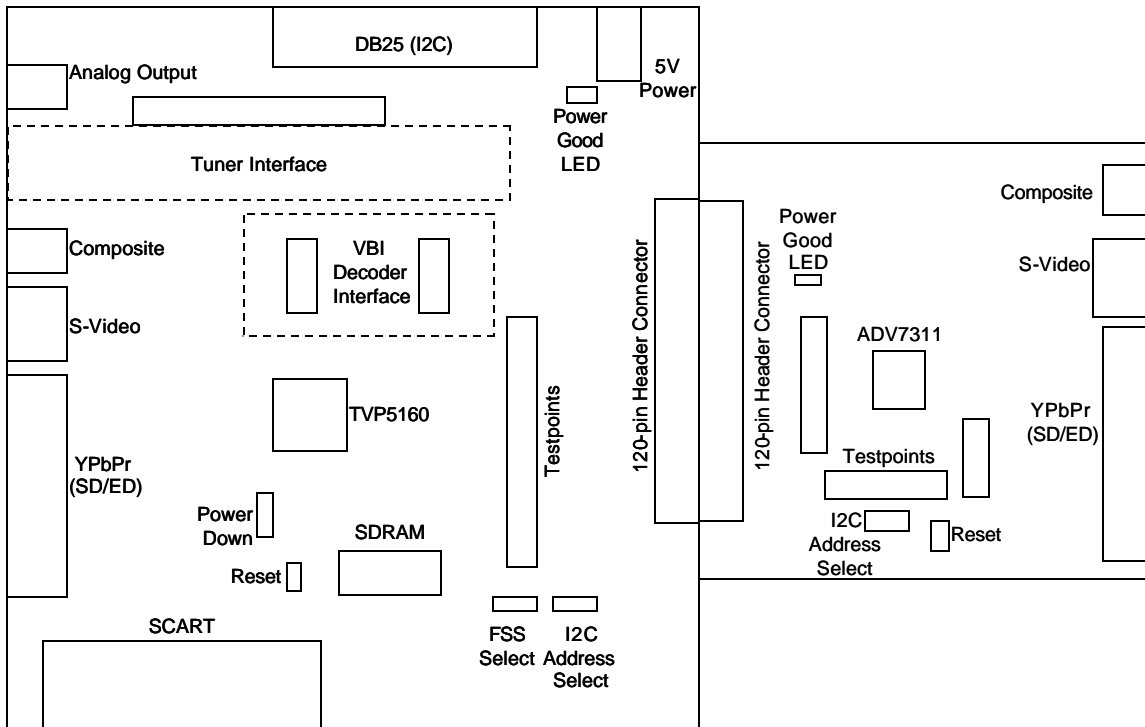 DB25 (I2C)
Analog Output
5V
Power
Power
Good
LED
Tuner Interface
Composite
VBI
Decoder
Interface
S-Video
TVP5160
YPbPr
(SD/ED)
Power
Down
SDRAM
Reset
SCART
Testpoints
FSS
Select
I2C
Address
Select
120-pin Header Connector
120-pin Header Connector
Power
Good
LED
Composite
S-Video
ADV7311
YPbPr
(SD/ED)
Testpoints
I2C
Address
Select
Reset